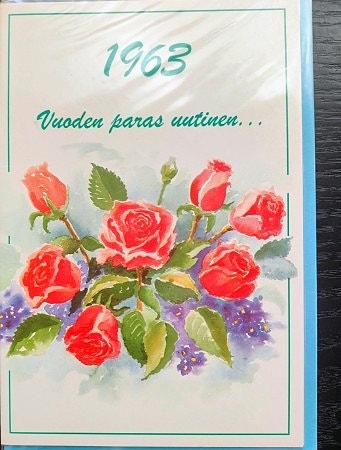 1963
Vuoden paras uutinen...